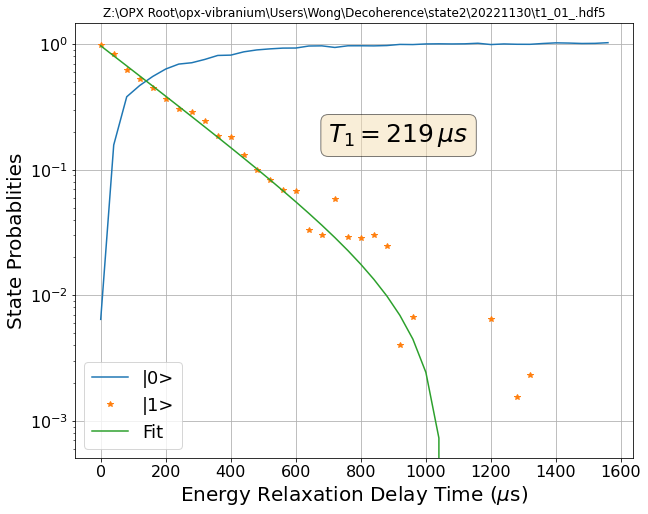 Z:\OPX Root\opx-vibranium\Users\Wong\Decoherence\state2\20221130\t1_01_.hdf5
10⁰
10⁻¹
10⁻²
10⁻³
State Probablities
T₁ = 219 μs
|0>
|1>
Fit
0 200 400 600 800 1000 1200 1400 1600
Energy Relaxation Delay Time (μs)